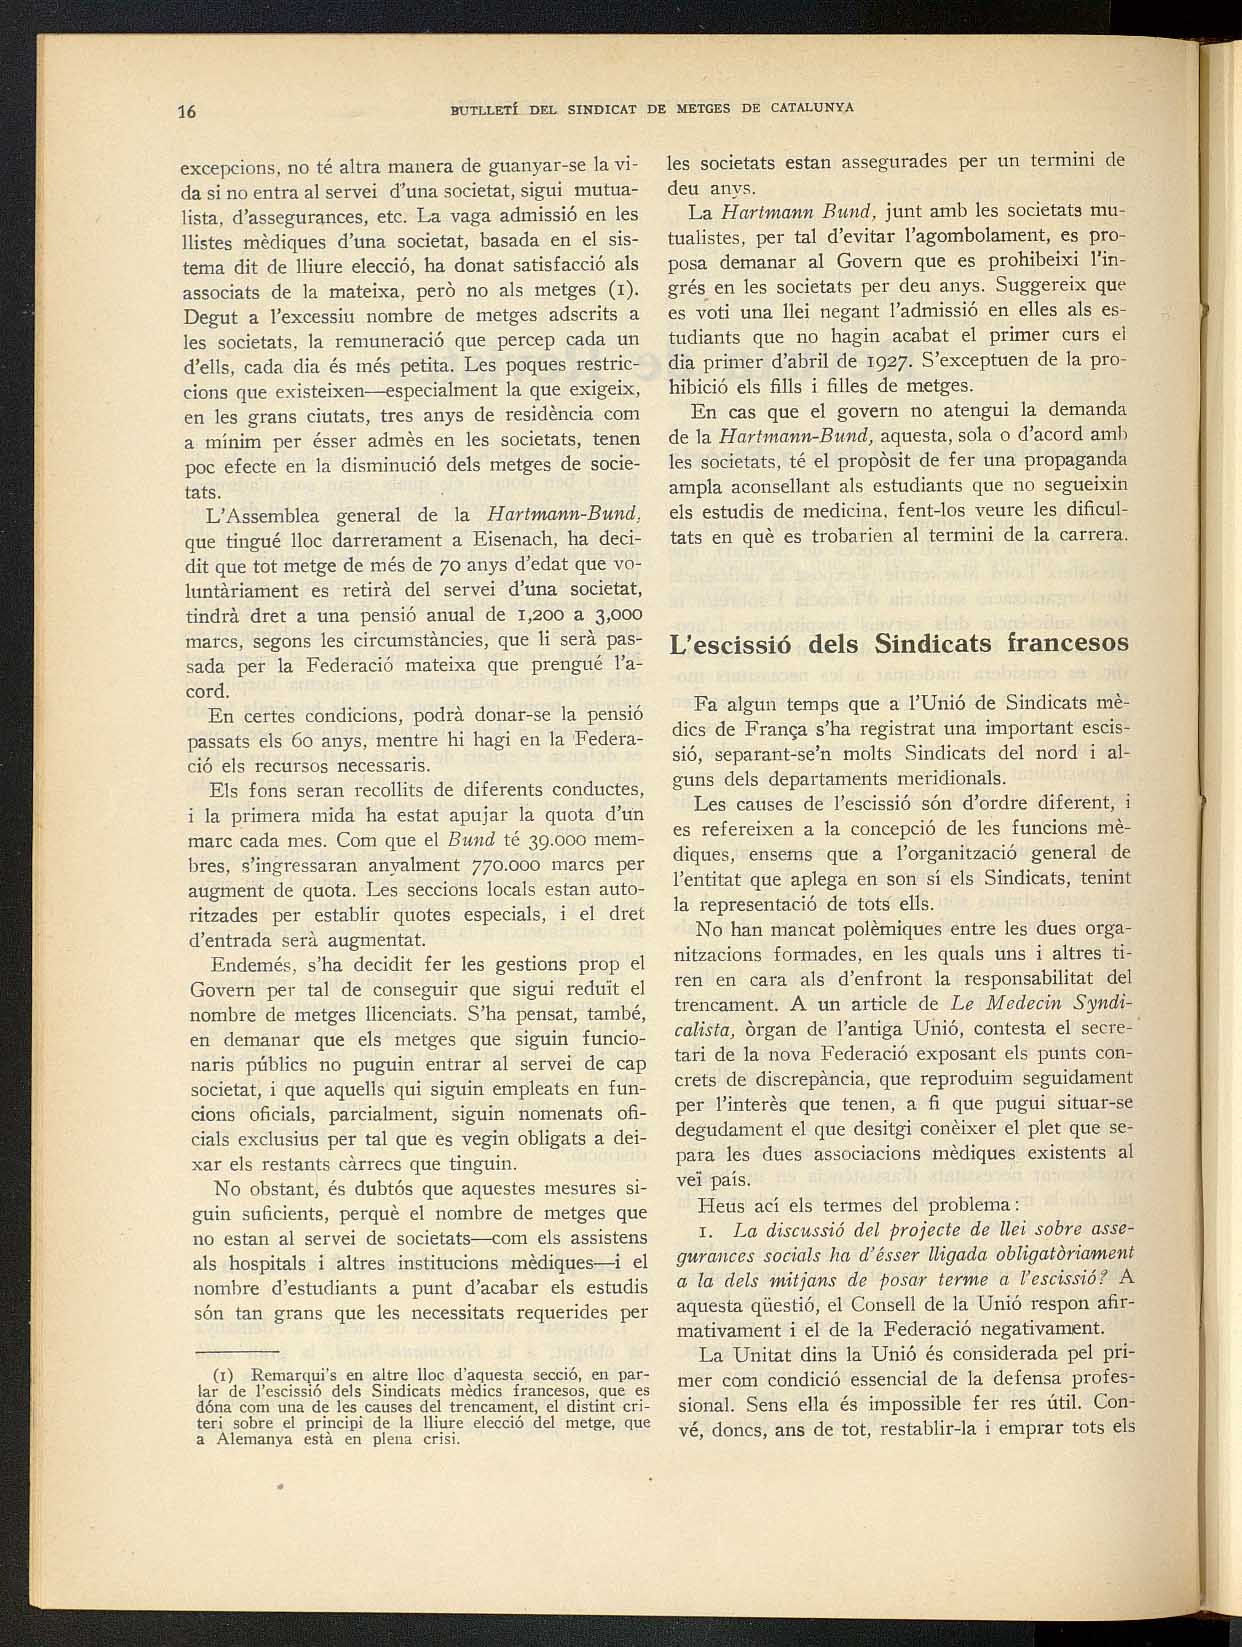 16
BUTLLETÍ DEL SINDICAT DE METGES DE CATALUNYA
excepcions, no té altra manera de guanyar-se la vi-
da si no entra al servei d'una societat, sigui mutua-
lista, d'assegurances, etc. La vaga admissió en les
llistes mèdiques d'una societat, basada en el sis-
tema dit de lliure elecció, ha donat satisfacció als
associats de la mateixa, però no als metges (1).
Degut a l'excessiu nombre de metges adscrits a
les societats, la remuneració que percep cada un
d'ells, cada dia és més petita. Les poques restric-
cions que existeixen—especialment la que exigeix,
en les grans ciutats, tres anys de residència com
a mínim per ésser admès en les societats, tenen
poc efecte en la disminució dels metges de socie-
tats.
L'Assemblea general de la Hartmann-Bund,
que tingué lloc darrerament a Eisenach, ha deci-
dit que tot metge de més de 70 anys d'edat que vo-
luntàriament es retirà del servei d'una societat,
tindrà dret a una pensió anual de 1,200 a 3,000
marcs, segons les circumstàncies, que li serà pas-
sada per la Federació mateixa que prengué l'a-
cord.
En certes condicions, podrà donar-se la pensió
passats els 60 anys, mentre hi hagi en la Federa-
ció els recursos necessaris.
Els fons seran recollits de diferents conductes,
i la primera mida ha estat apujar la quota d'un
marc cada mes. Com que el Bund té 39.000 mem-
bres, s'ingressaran anyalment 770.000 marcs per
augment de quota. Les seccions locals estan auto-
ritzades per establir quotes especials, i el dret
d'entrada serà augmentat.
Endemés, s'ha decidit fer les gestions prop el
Govern per tal de conseguir que sigui reduït el
nombre de metges llicenciats. S'ha pensat, també,
en demanar que els metges que siguin funcio-
naris públics no puguin entrar al servei de cap
societat, i que aquells qui siguin empleats en fun-
cions oficials, parcialment, siguin nomenats ofi-
cials exclusius per tal que es vegin obligats a dei-
xar els restants càrrecs que tinguin.
No obstant, és dubtós que aquestes mesures si-
guin suficients, perquè el nombre de metges que
no estan al servei de societats—com els assistens
als hospitals i altres institucions mèdiques—i el
nombre d'estudiants a punt d'acabar els estudis
són tan grans que les necessitats requerides per
(1) Remarqui's en altre lloc d'aquesta secció, en par-
lar de l'escissió dels Sindicats mèdics francesos, que es
dóna com una de les causes del trencament, el distint cri-
teri sobre el principi de la lliure elecció del metge, que
a Alemanya està en plena crisi.
les societats estan assegurades per un termini de
deu anys.
La Hartmann Bund, junt amb les societats mu-
tualistes, per tal d'evitar l'agombolament, es pro-
posa demanar al Govern que es prohibeixi l'in-
grés en les societats per deu anys. Suggereix que
es voti una llei negant l'admissió en elles als es-
tudiants que no hagin acabat el primer curs el
dia primer d'abril de 1927. S'exceptuen de la pro-
hibició els fills i filles de metges.
En cas que el govern no atengui la demanda
de la Hartmann-Bund, aquesta, sola o d'acord amb
les societats, té el propòsit de fer una propaganda
ampla aconsellant als estudiants que no segueixin
els estudis de medicina, fent-los veure les dificul-
tats en què es trobarien al termini de la carrera.
L'escissió dels Sindicats francesos
Fa algun temps que a l'Unió de Sindicats mè-
dics de França s'ha registrat una important escis-
sió, separant-se'n molts Sindicats del nord i al-
guns dels departaments meridionals.
Les causes de l'escissió són d'ordre diferent, i
es refereixen a la concepció de les funcions mè-
diques, ensems que a l'organització general de
l'entitat que aplega en son sí els Sindicats, tenint
la representació de tots ells.
No han mancat polèmiques entre les dues orga-
nitzacions formades, en les quals uns i altres ti-
ren en cara als d'enfront la responsabilitat del
trencament. A un article de Le Medecin Syndi-
calista, òrgan de l'antiga Unió, contesta el secre-
tari de la nova Federació exposant els punts con-
crets de discrepància, que reproduim seguidament
per l'interès que tenen, a fi que pugui situar-se
degudament el que desitgi conèixer el plet que se-
para les dues associacions mèdiques existents al
veï país.
Heus ací els termes del problema:
1. La discussió del projecte de llei sobre asse-
gurances socials ha d'ésser lligada obligatòriament
a la dels mitjans de posar terme a l'escissió? A
aquesta qüestió, el Consell de la Unió respon afir-
mativament i el de la Federació negativament.
La Unitat dins la Unió és considerada pel pri-
mer com condició essencial de la defensa profes-
sional. Sens ella és impossible fer res útil. Con-
vé, doncs, ans de tot, restablir-la i emprar tots els